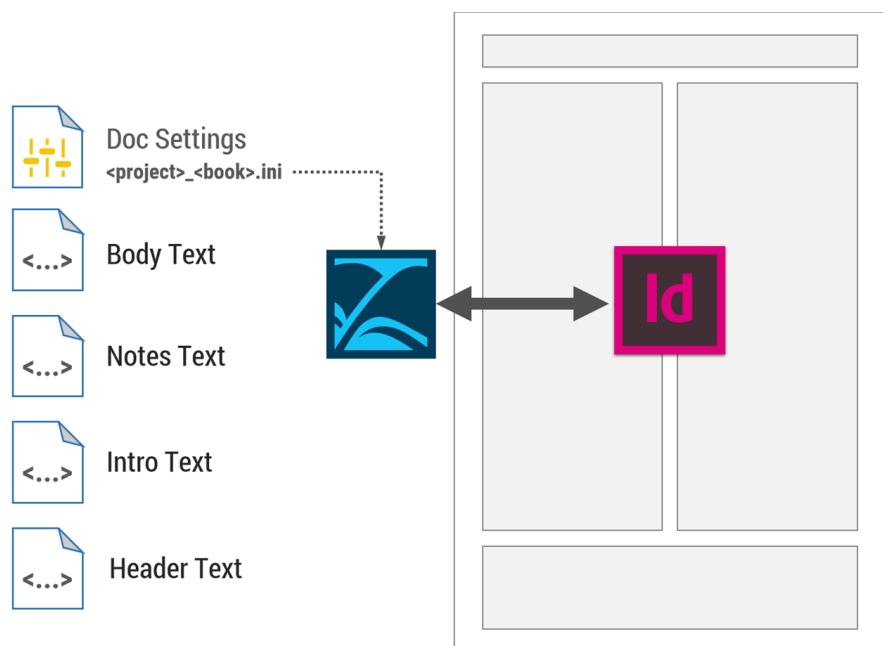 Doc Settings
<project>_<book>.ini
<...>
Body Text
<...>
Notes Text
<...>
Intro Text
<...>
Header Text
Id